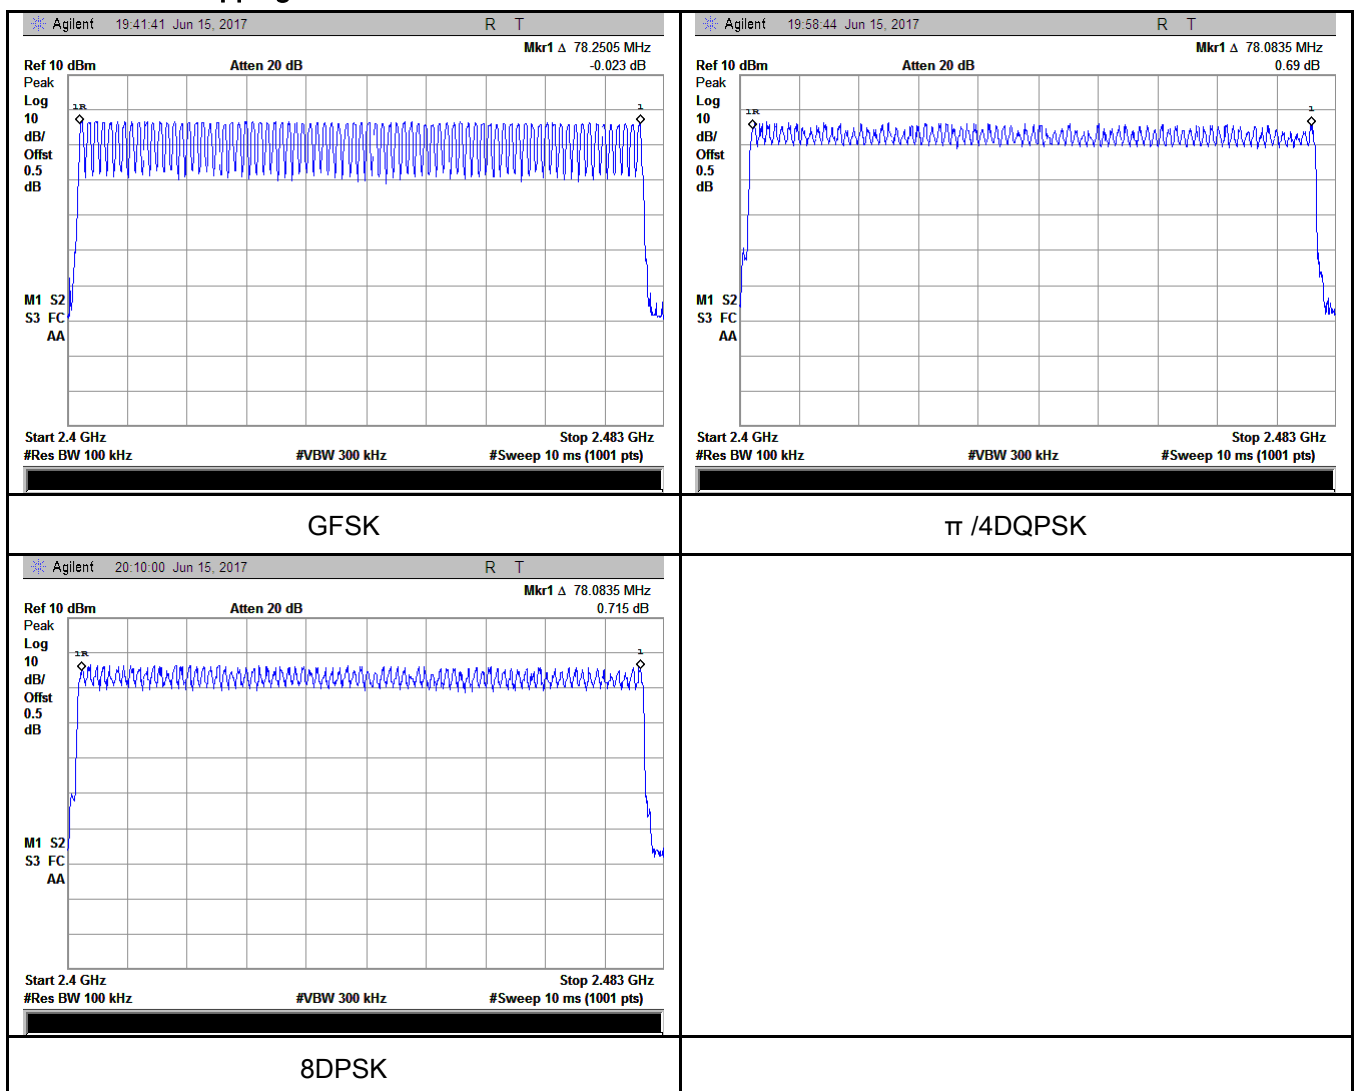 Agilent 19:41:41 Jun 15, 2017 R T
Mkr1 Δ 78.2505 MHz
Ref 10 dBm Atten 20 dB -0.023 dB
Peak
Log
10
dB/
Offst
0.5
dB
1R 1
M1 S2
S3 FC
AA
Start 2.4 GHz Stop 2.483 GHz
#Res BW 100 kHz #VBW 300 kHz #Sweep 10 ms (1001 pts)
GFSK
Agilent 19:58:44 Jun 15, 2017 R T
Mkr1 Δ 78.0835 MHz
Ref 10 dBm Atten 20 dB 0.69 dB
Peak
Log
10
dB/
Offst
0.5
dB
1R 1
M1 S2
S3 FC
AA
Start 2.4 GHz Stop 2.483 GHz
#Res BW 100 kHz #VBW 300 kHz #Sweep 10 ms (1001 pts)
π /4DQPSK
Agilent 20:10:00 Jun 15, 2017 R T
Mkr1 Δ 78.0835 MHz
Ref 10 dBm Atten 20 dB 0.715 dB
Peak
Log
10
dB/
Offst
0.5
dB
1R 1
M1 S2
S3 FC
AA
Start 2.4 GHz Stop 2.483 GHz
#Res BW 100 kHz #VBW 300 kHz #Sweep 10 ms (1001 pts)
8DPSK